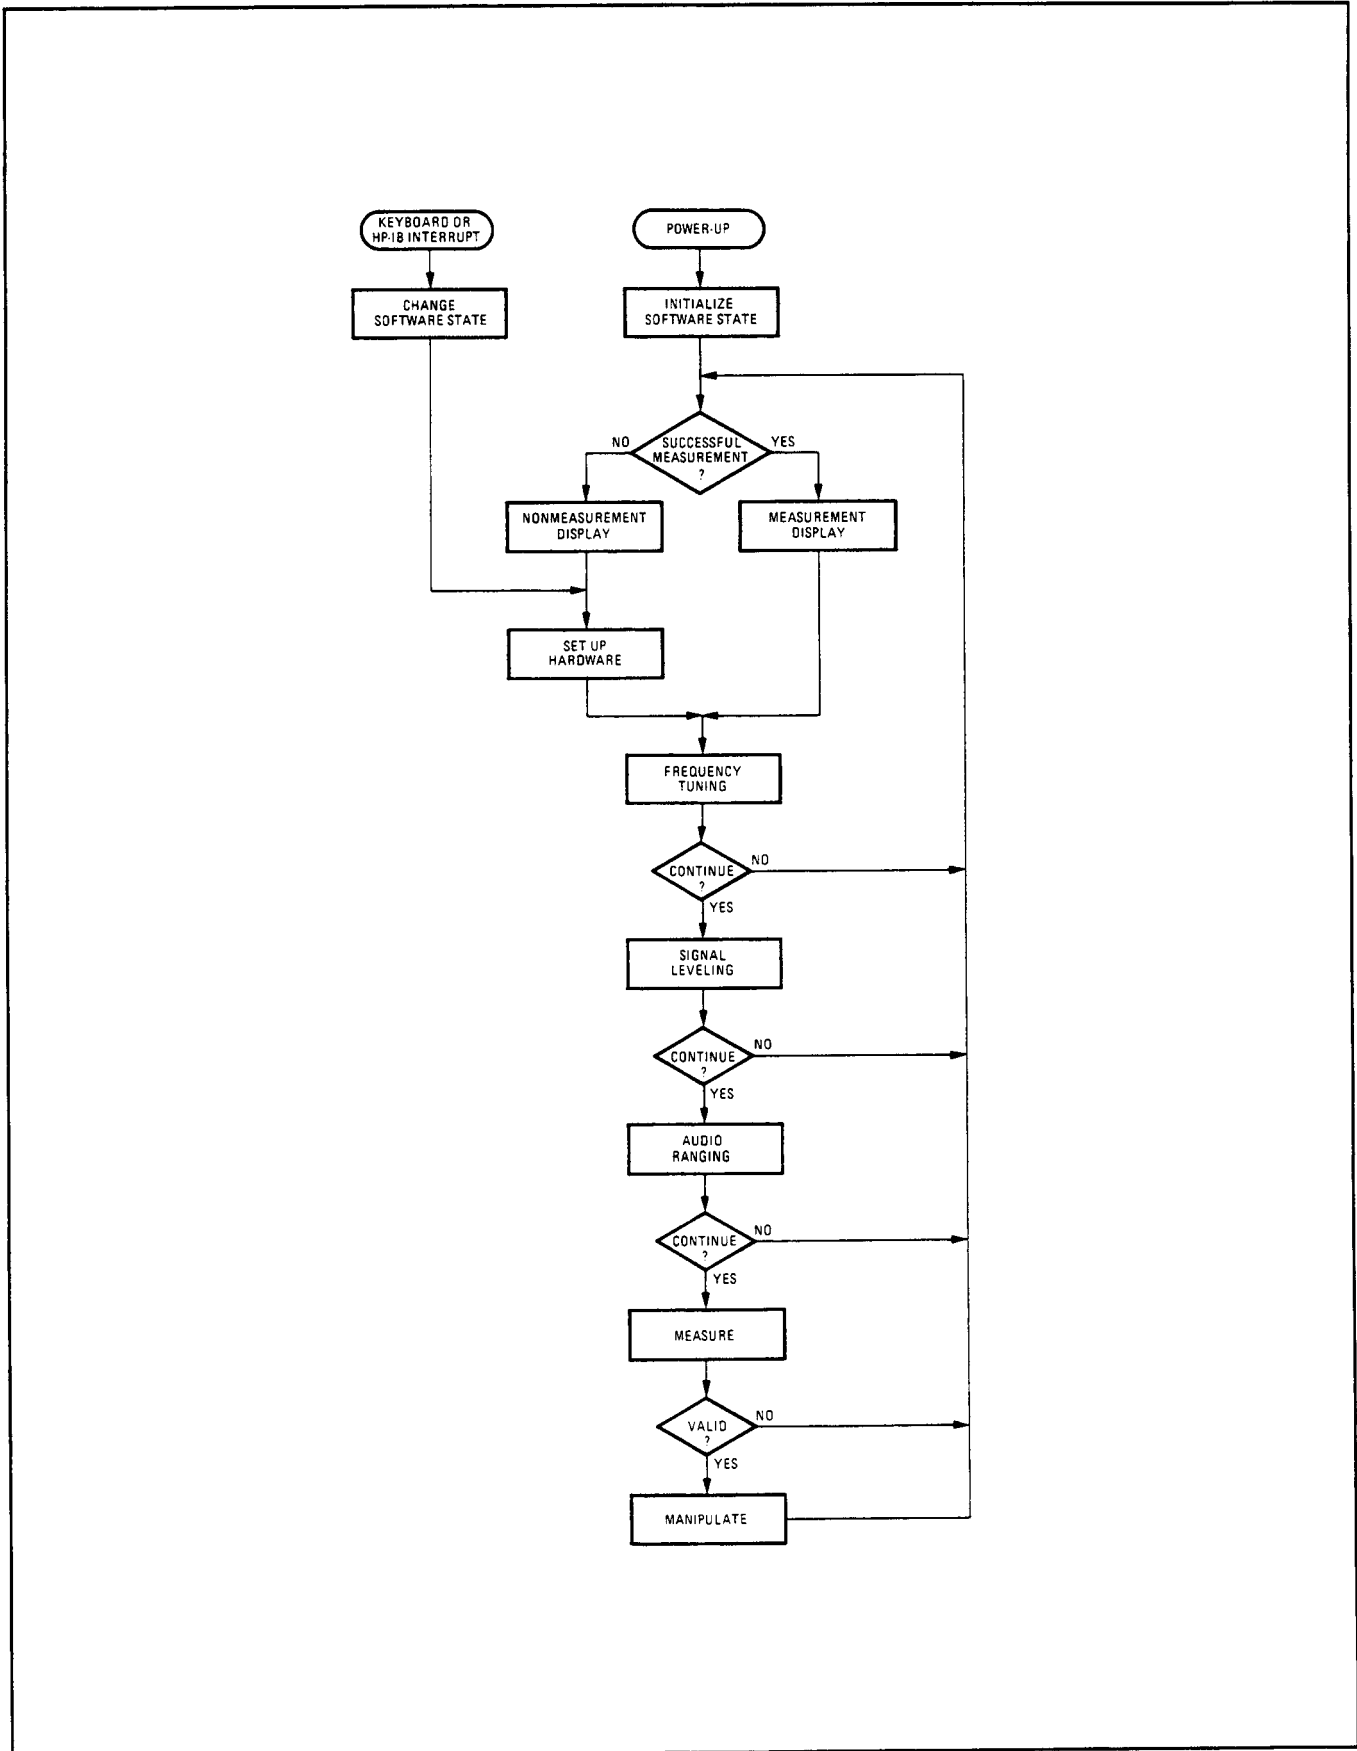 KEYBOARD OR
HP-IB INTERRUPT
POWER-UP
CHANGE
SOFTWARE STATE
INITIALIZE
SOFTWARE STATE
NO
SUCCESSFUL
MEASUREMENT
?
YES
NONMEASUREMENT
DISPLAY
MEASUREMENT
DISPLAY
SET UP
HARDWARE
FREQUENCY
TUNING
CONTINUE
?
NO
YES
SIGNAL
LEVELING
CONTINUE
?
NO
YES
AUDIO
RANGING
CONTINUE
?
NO
YES
MEASURE
VALID
?
NO
YES
MANIPULATE